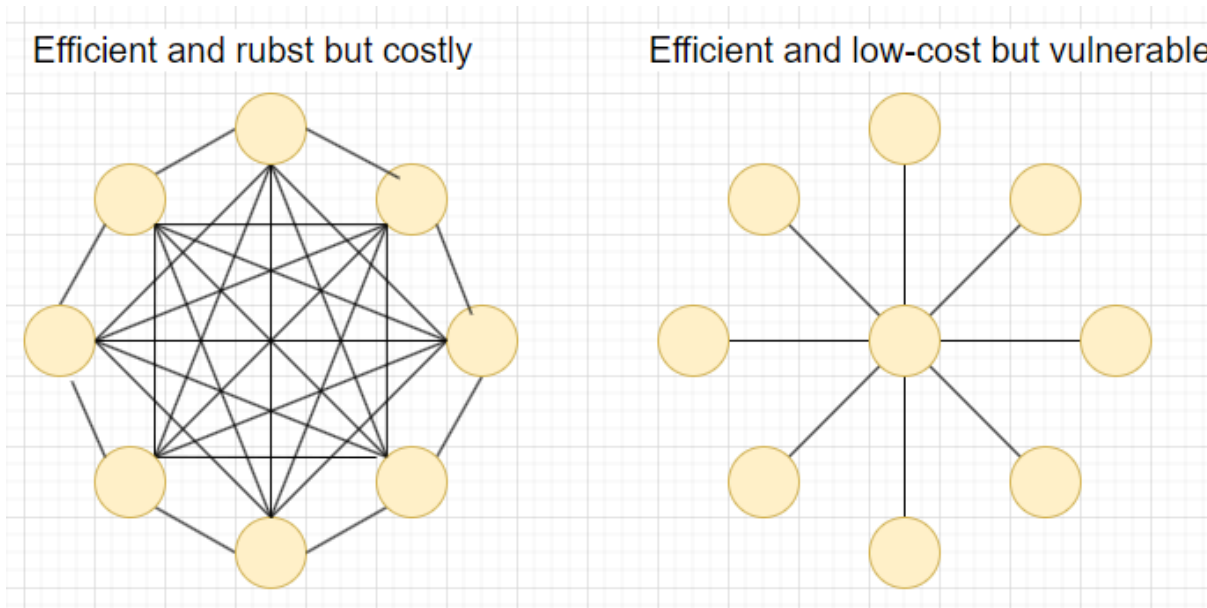 Efficient and rubst but costly
Efficient and low-cost but vulnerable